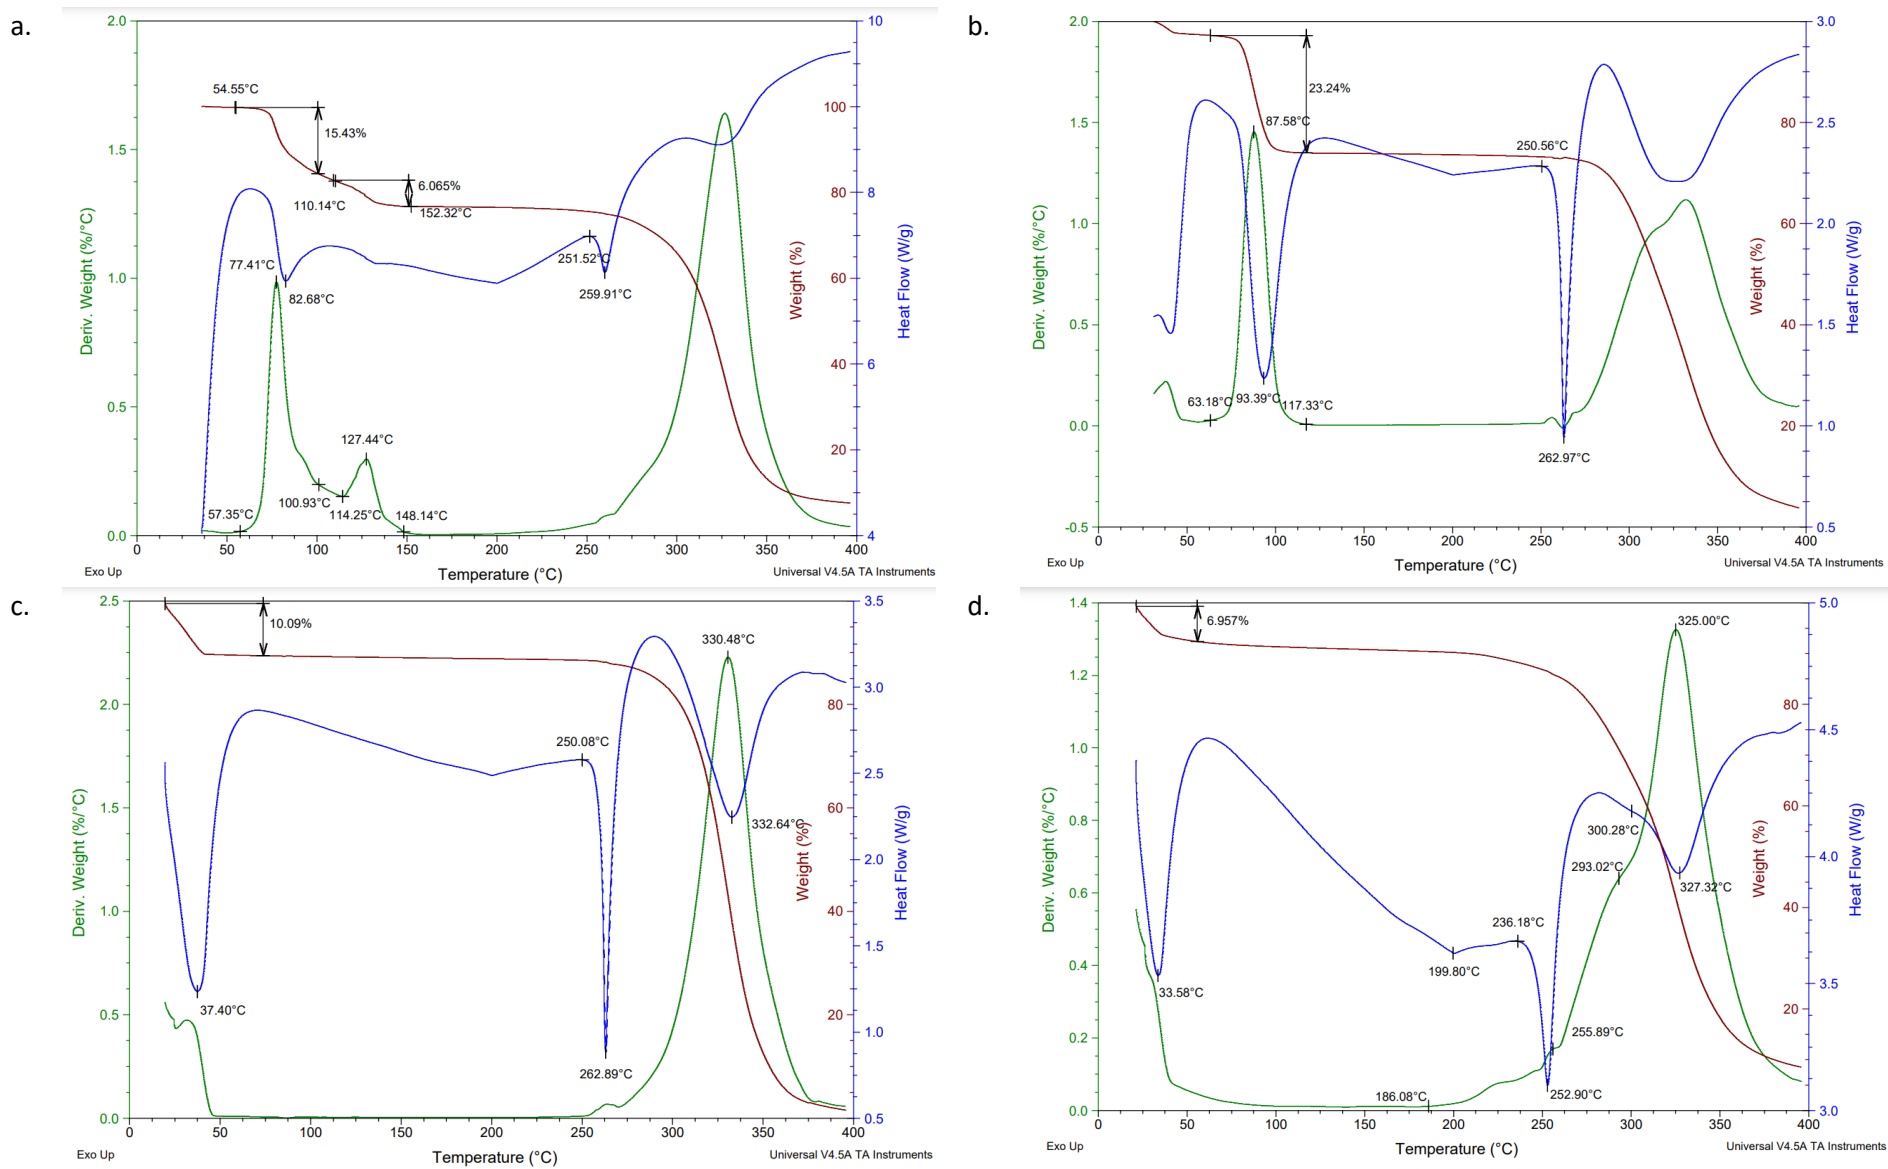 a.
2.0
1.5
1.0
0.5
0.0
Deriv. Weight (%/°C)
54.55°C
15.43%
6.065%
110.14°C
152.32°C
77.41°C
82.68°C
251.52°C
259.91°C
127.44°C
57.35°C
100.93°C
114.25°C
148.14°C
100
80
60
40
20
Weight (%)
10
8
6
4
Heat Flow (W/g)
0 50 100 150 200 250 300 350 400
Exo Up
Temperature (°C)
Universal V4.5A TA Instruments
b.
2.0
1.5
1.0
0.5
0.0
-0.5
Deriv. Weight (%/°C)
23.24%
87.58°C
250.56°C
63.18°C
93.39°C
117.33°C
262.97°C
80
60
40
20
Weight (%)
3.0
2.5
2.0
1.5
1.0
0.5
Heat Flow (W/g)
0 50 100 150 200 250 300 350 400
Exo Up
Temperature (°C)
Universal V4.5A TA Instruments
c.
2.5
2.0
1.5
1.0
0.5
0.0
Deriv. Weight (%/°C)
10.09%
330.48°C
250.08°C
332.64°C
37.40°C
262.89°C
80
60
40
20
Weight (%)
3.5
3.0
2.5
2.0
1.5
1.0
0.5
Heat Flow (W/g)
0 50 100 150 200 250 300 350 400
Exo Up
Temperature (°C)
Universal V4.5A TA Instruments
d.
1.4
1.2
1.0
0.8
0.6
0.4
0.2
0.0
Deriv. Weight (%/°C)
6.957%
325.00°C
300.28°C
293.02°C
327.32°C
236.18°C
199.80°C
33.58°C
255.89°C
186.08°C
252.90°C
80
60
40
20
Weight (%)
5.0
4.5
4.0
3.5
3.0
Heat Flow (W/g)
0 50 100 150 200 250 300 350 400
Exo Up
Temperature (°C)
Universal V4.5A TA Instruments